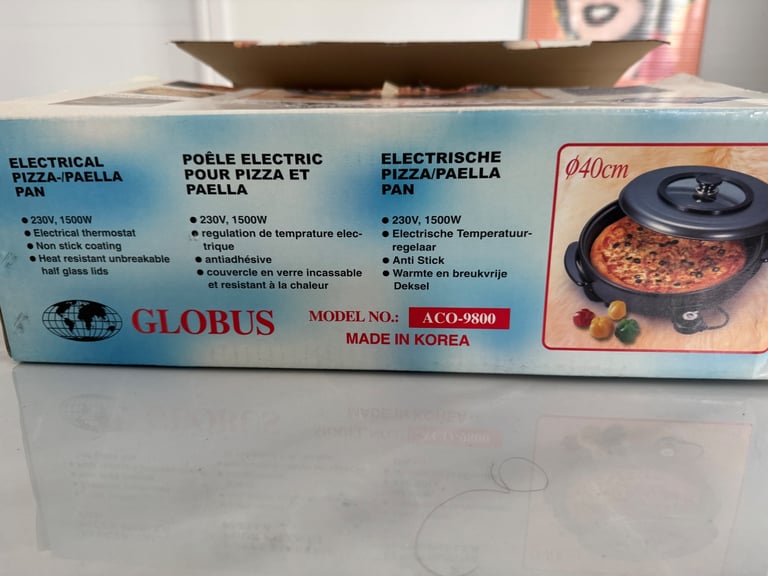 ELECTRICAL
PIZZA-/PAELLA
PAN
● 230V, 1500W
● Electrical thermostat
● Non stick coating
● Heat resistant unbreakable
half glass lids
POÊLE ELECTRIC
POUR PIZZA ET
PAELLA
● 230V, 1500W
● regulation de temprature elec-
trique
● antiadhésive
● couvercle en verre incassable
et resistant à la chaleur
ELECTRISCHE
PIZZA/PAELLA
PAN
● 230V, 1500W
● Electrische Temperatuur-
regelaar
● Anti Stick
● Warmte en breukvrije
Deksel
Ø40cm
GLOBUS
MODEL NO.: ACO-9800
MADE IN KOREA